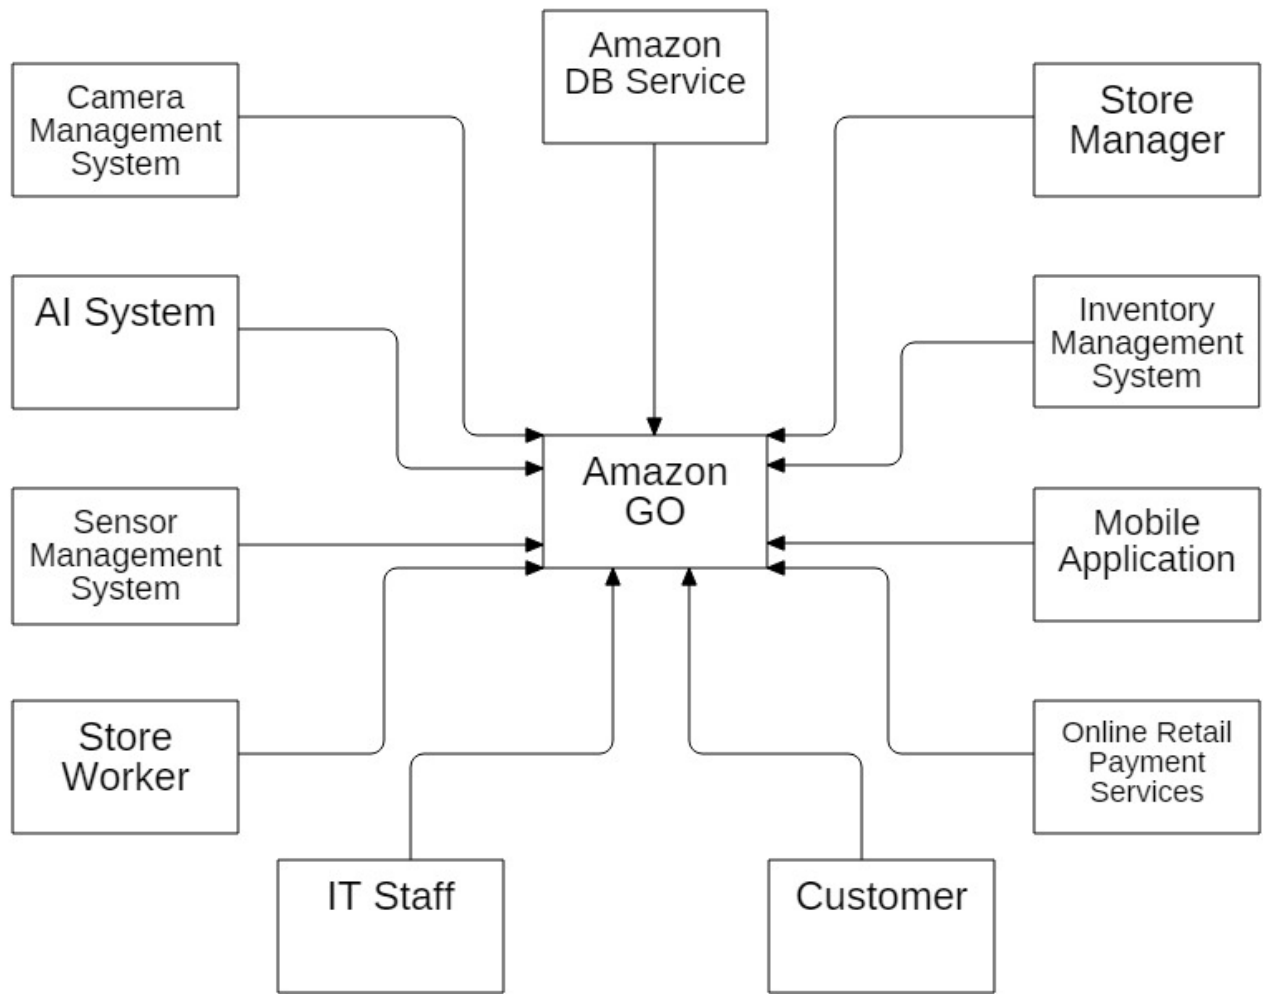 Amazon
DB Service
Camera
Management
System
Store
Manager
AI System
Inventory
Management
System
Amazon
GO
Sensor
Management
System
Mobile
Application
Store
Worker
Online Retail
Payment
Services
IT Staff
Customer